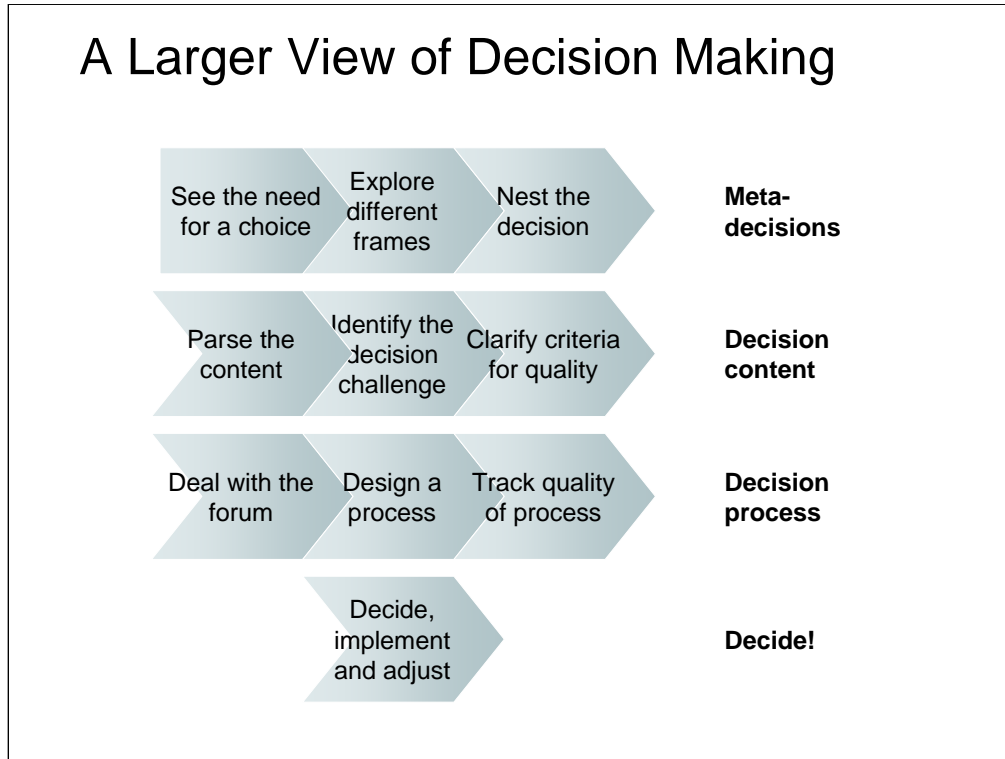 A Larger View of Decision Making
See the need
for a choice
Explore
different
frames
Nest the
decision
Meta-
decisions
Parse the
content
Identify the
decision
challenge
Clarify criteria
for quality
Decision
content
Deal with the
forum
Design a
process
Track quality
of process
Decision
process
Decide,
implement
and adjust
Decide!